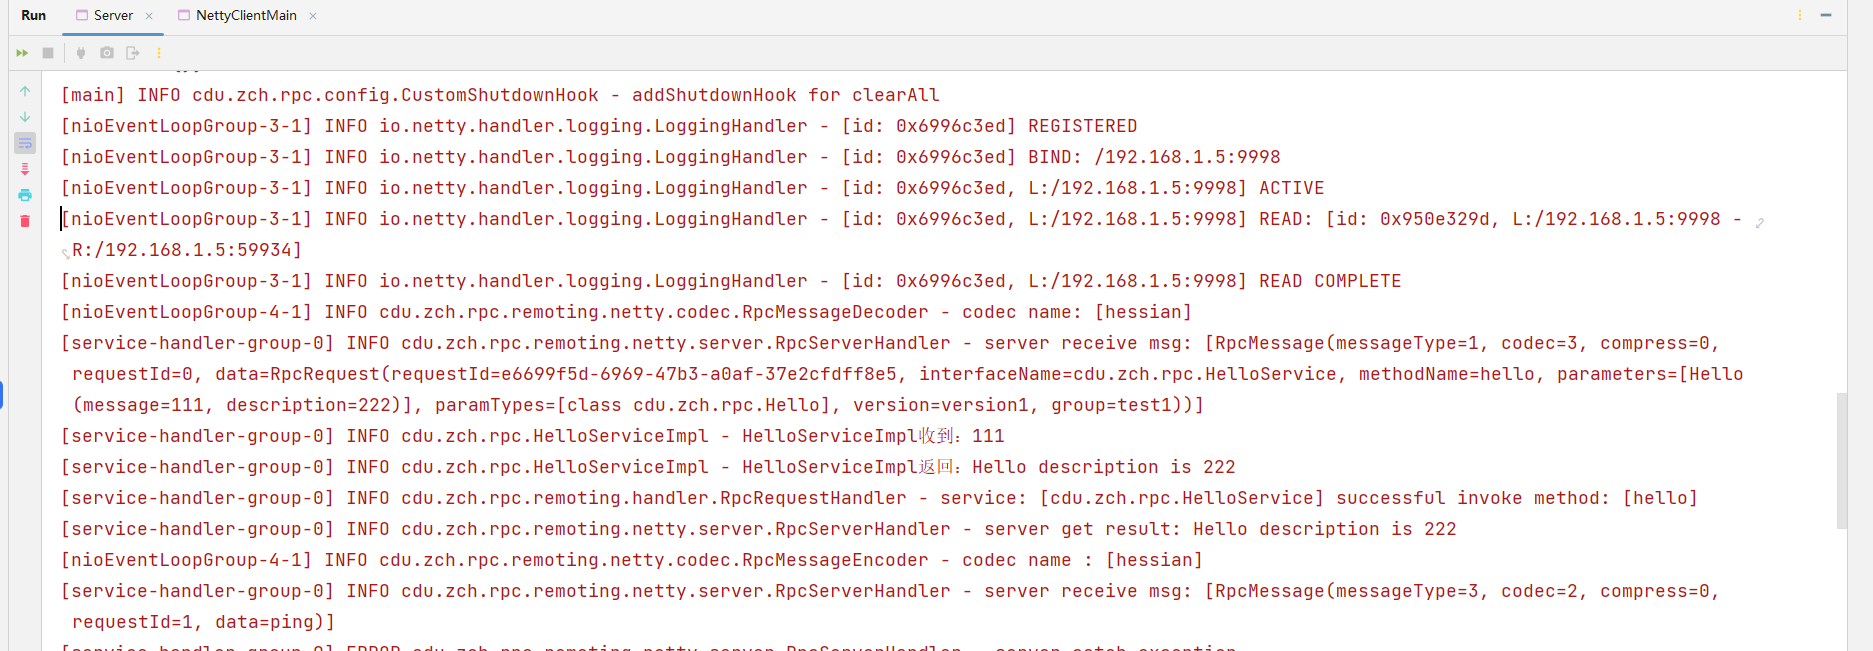 Run Server NettyClientMain
[main] INFO cdu.zch.rpc.config.CustomShutdownHook - addShutdownHook for clearAll
[nioEventLoopGroup-3-1] INFO io.netty.handler.logging.LoggingHandler - [id: 0x6996c3ed] REGISTERED
[nioEventLoopGroup-3-1] INFO io.netty.handler.logging.LoggingHandler - [id: 0x6996c3ed] BIND: /192.168.1.5:9998
[nioEventLoopGroup-3-1] INFO io.netty.handler.logging.LoggingHandler - [id: 0x6996c3ed, L:/192.168.1.5:9998] ACTIVE
[nioEventLoopGroup-3-1] INFO io.netty.handler.logging.LoggingHandler - [id: 0x6996c3ed, L:/192.168.1.5:9998] READ: [id: 0x950e329d, L:/192.168.1.5:9998 -
R:/192.168.1.5:59934]
[nioEventLoopGroup-3-1] INFO io.netty.handler.logging.LoggingHandler - [id: 0x6996c3ed, L:/192.168.1.5:9998] READ COMPLETE
[nioEventLoopGroup-4-1] INFO cdu.zch.rpc.remoting.netty.codec.RpcMessageDecoder - codec name: [hessian]
[service-handler-group-0] INFO cdu.zch.rpc.remoting.netty.server.RpcServerHandler - server receive msg: [RpcMessage(messageType=1, codec=3, compress=0,
requestId=0, data=RpcRequest(requestId=e6699f5d-6969-47b3-a0af-37e2cfdff8e5, interfaceName=cdu.zch.rpc.HelloService, methodName=hello, parameters=[Hello
(message=111, description=222)], paramTypes=[class cdu.zch.rpc.Hello], version=version1, group=test1))]
[service-handler-group-0] INFO cdu.zch.rpc.HelloServiceImpl - HelloServiceImpl收到：111
[service-handler-group-0] INFO cdu.zch.rpc.HelloServiceImpl - HelloServiceImpl返回：Hello description is 222
[service-handler-group-0] INFO cdu.zch.rpc.remoting.handler.RpcRequestHandler - service: [cdu.zch.rpc.HelloService] successful invoke method: [hello]
[service-handler-group-0] INFO cdu.zch.rpc.remoting.netty.server.RpcServerHandler - server get result: Hello description is 222
[nioEventLoopGroup-4-1] INFO cdu.zch.rpc.remoting.netty.codec.RpcMessageEncoder - codec name : [hessian]
[service-handler-group-0] INFO cdu.zch.rpc.remoting.netty.server.RpcServerHandler - server receive msg: [RpcMessage(messageType=3, codec=2, compress=0,
requestId=1, data=ping)]
[service-handler-group-0] ERROR cdu.zch.rpc.remoting.netty.server.RpcServerHandler - server catch exception